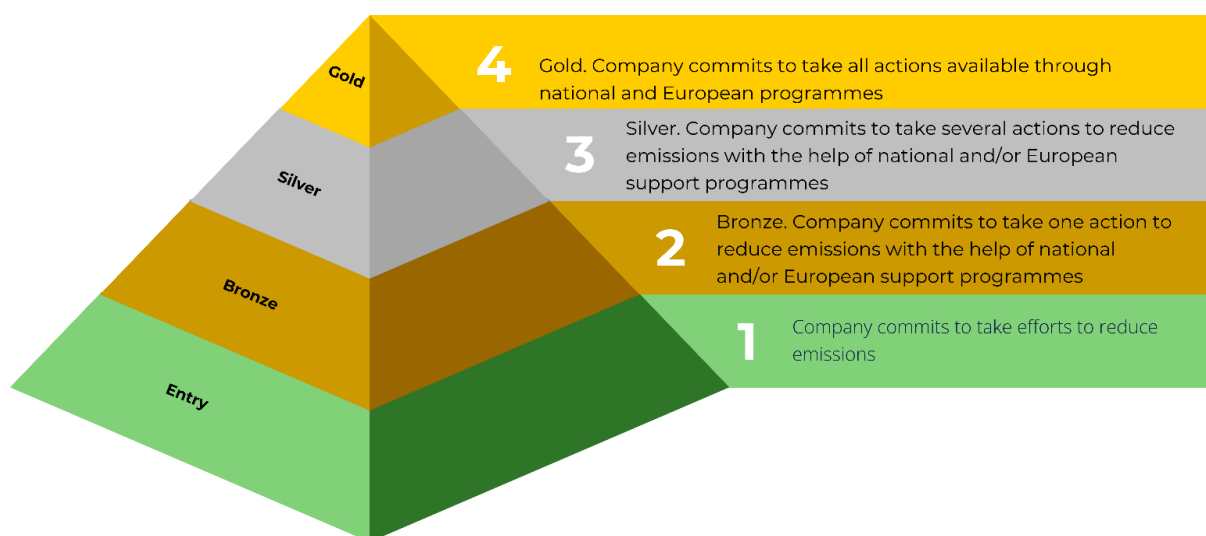 Gold
4
Gold. Company commits to take all actions available through
national and European programmes
Silver
3
Silver. Company commits to take several actions to reduce
emissions with the help of national and/or European
support programmes
Bronze
2
Bronze. Company commits to take one action to
reduce emissions with the help of national
and/or European support programmes
Entry
1
Company commits to take efforts to reduce
emissions